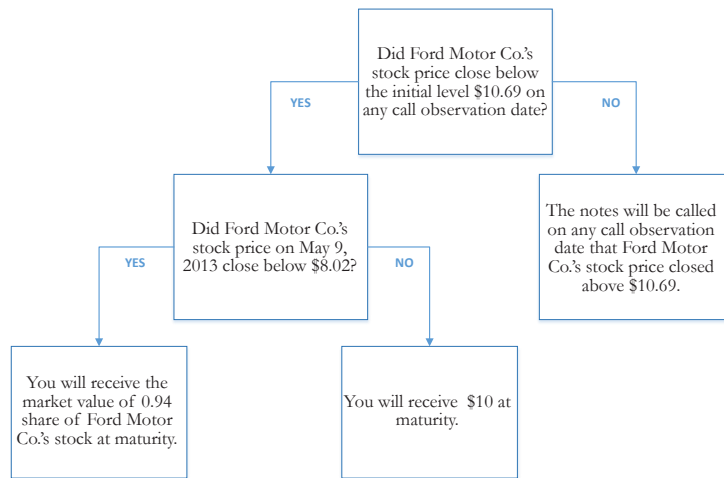 Did Ford Motor Co.'s
stock price close below
the initial level $10.69 on
any call observation date?
YES
NO
Did Ford Motor Co.'s
stock price on May 9,
2013 close below $8.02?
The notes will be called
on any call observation
date that Ford Motor
Co.'s stock price closed
above $10.69.
YES
NO
You will receive the
market value of 0.94
share of Ford Motor
Co.'s stock at maturity.
You will receive $10 at
maturity.